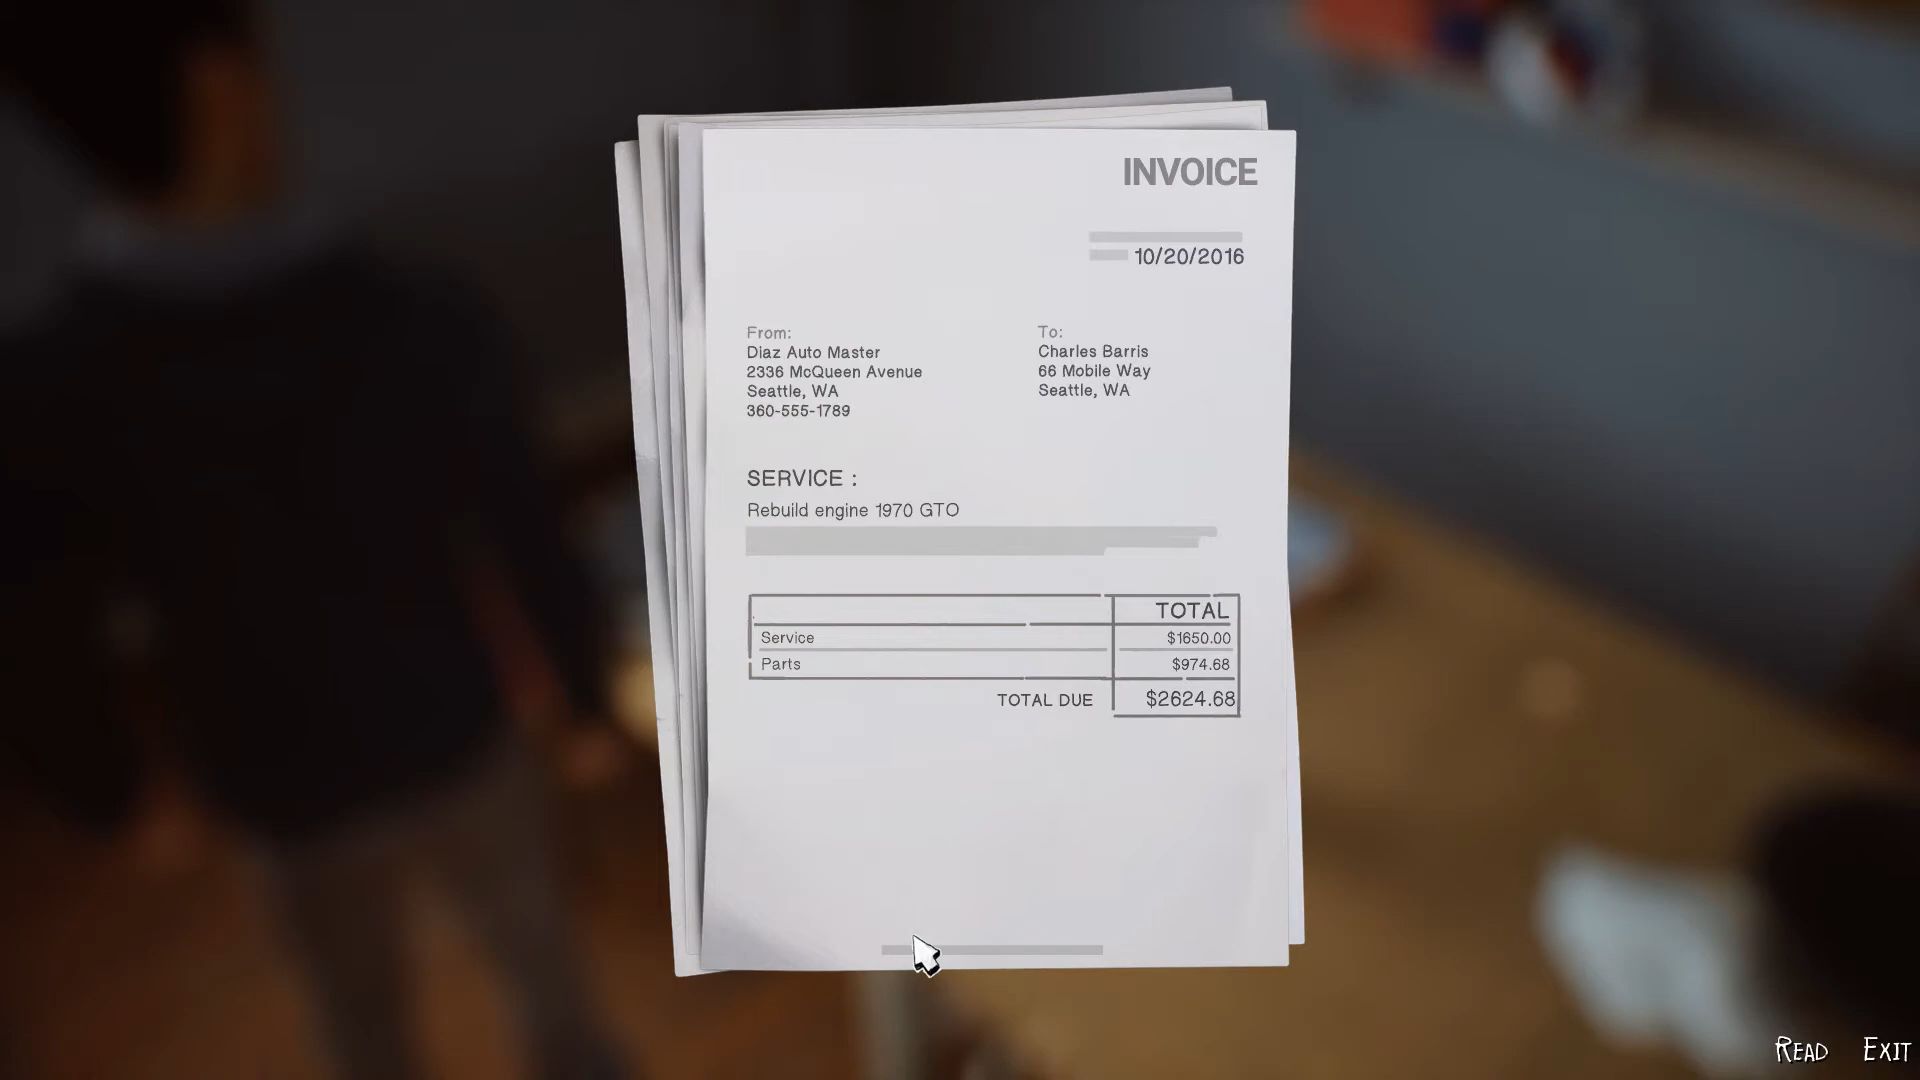 INVOICE
10/20/2016
From:
Diaz Auto Master
2336 McQueen Avenue
Seattle, WA
360-555-1789
To:
Charles Barris
66 Mobile Way
Seattle, WA
SERVICE :
Rebuild engine 1970 GTO
TOTAL
Service $1650.00
Parts $974.68
TOTAL DUE $2624.68
READ EXIT